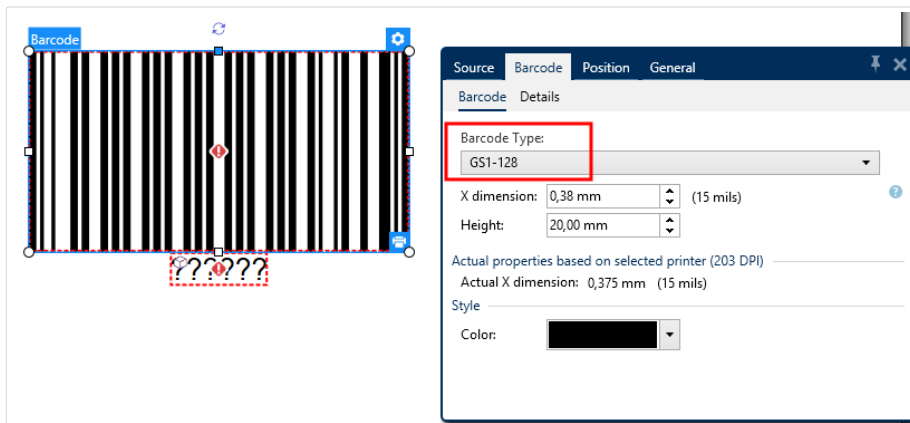 Barcode
??????
Source Barcode Position General
Barcode Details
Barcode Type:
GS1-128
X dimension: 0,38 mm (15 mils)
Height: 20,00 mm
Actual properties based on selected printer (203 DPI)
Actual X dimension: 0,375 mm (15 mils)
Style
Color: